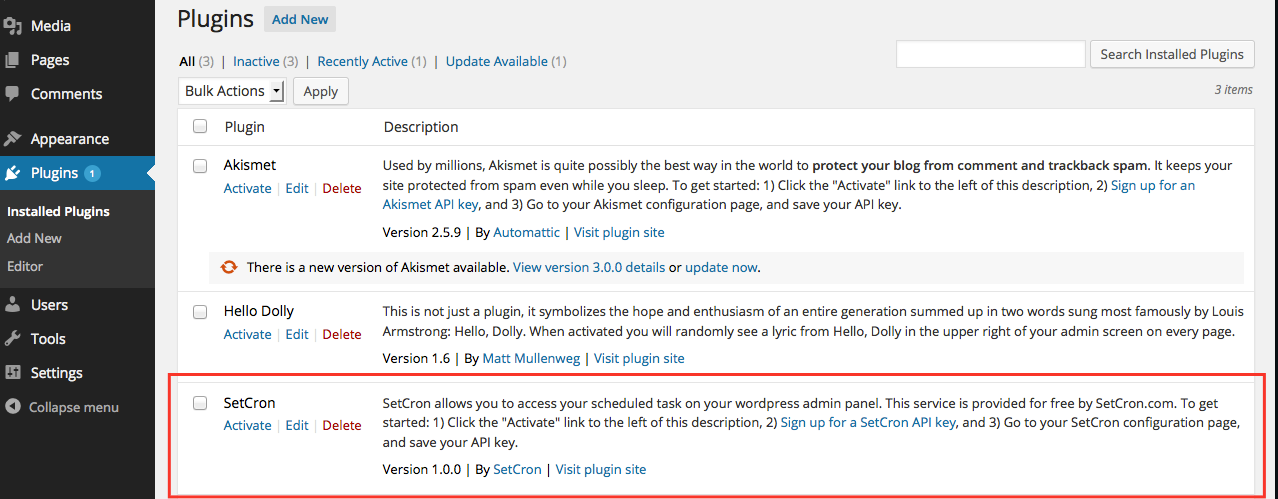 Media
Pages
Comments
Appearance
Plugins 1
Installed Plugins
Add New
Editor
Users
Tools
Settings
Collapse menu
Plugins Add New
All (3) | Inactive (3) | Recently Active (1) | Update Available (1)
Search Installed Plugins
Bulk Actions Apply
3 items
Plugin Description
Akismet
Activate | Edit | Delete
Used by millions, Akismet is quite possibly the best way in the world to protect your blog from comment and trackback spam. It keeps your
site protected from spam even while you sleep. To get started: 1) Click the "Activate" link to the left of this description, 2) Sign up for an
Akismet API key, and 3) Go to your Akismet configuration page, and save your API key.
Version 2.5.9 | By Automattic | Visit plugin site
There is a new version of Akismet available. View version 3.0.0 details or update now.
Hello Dolly
Activate | Edit | Delete
This is not just a plugin, it symbolizes the hope and enthusiasm of an entire generation summed up in two words sung most famously by Louis
Armstrong: Hello, Dolly. When activated you will randomly see a lyric from Hello, Dolly in the upper right of your admin screen on every page.
Version 1.6 | By Matt Mullenweg | Visit plugin site
SetCron
Activate | Edit | Delete
SetCron allows you to access your scheduled task on your wordpress admin panel. This service is provided for free by SetCron.com. To get
started: 1) Click the "Activate" link to the left of this description, 2) Sign up for a SetCron API key, and 3) Go to your SetCron configuration page,
and save your API key.
Version 1.0.0 | By SetCron | Visit plugin site